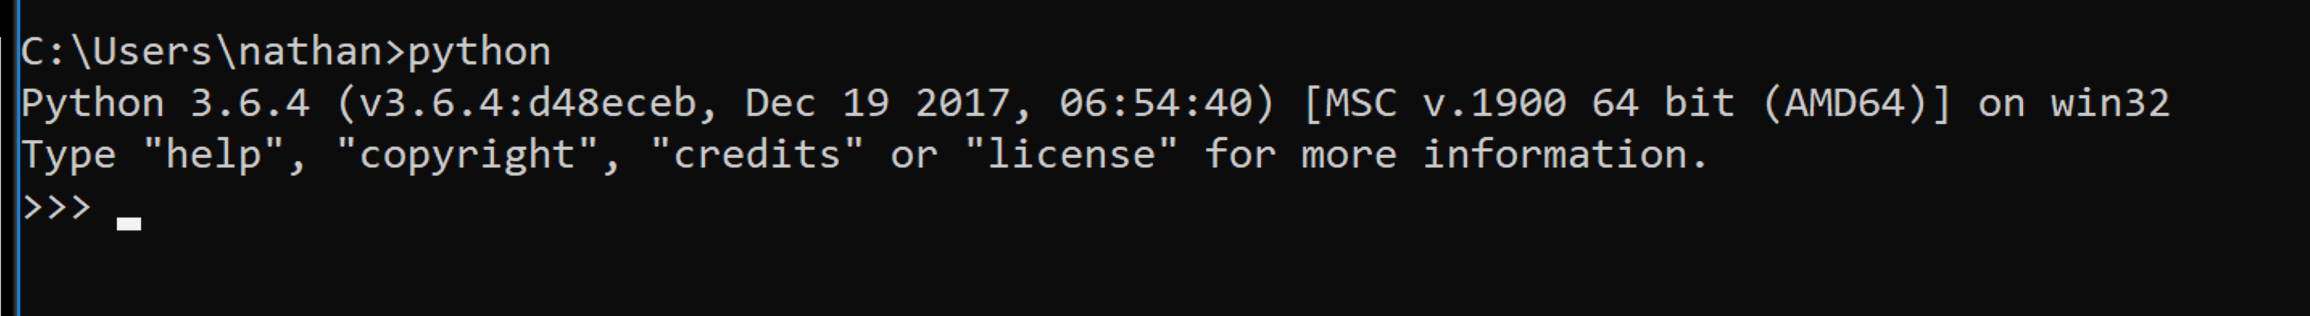 C:\Users\nathan>python
Python 3.6.4 (v3.6.4:d48eceb, Dec 19 2017, 06:54:40) [MSC v.1900 64 bit (AMD64)] on win32
Type "help", "copyright", "credits" or "license" for more information.
>>>